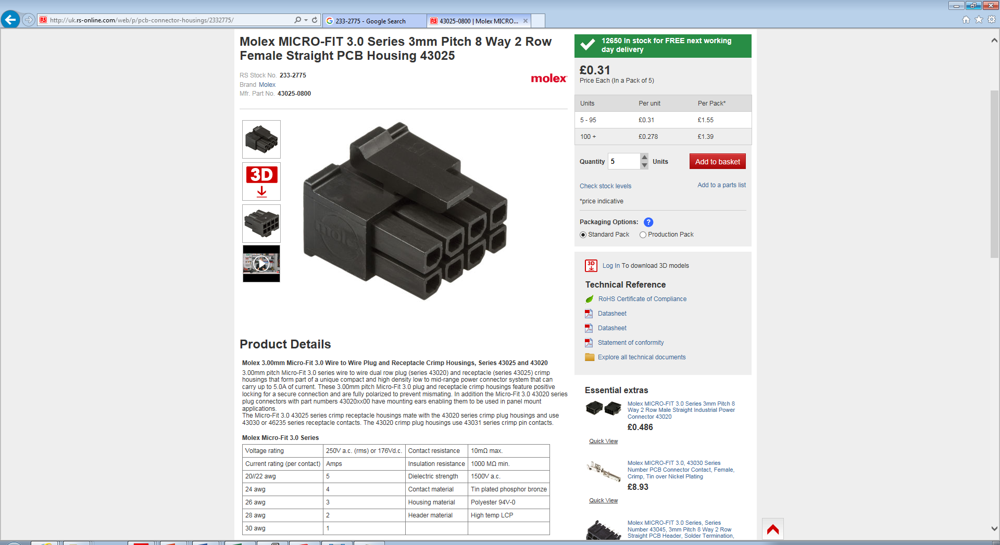 http://uk.rs-online.com/web/p/pcb-connector-housings/2332775/
233-2775 - Google Search
43025-0800 | Molex MICRO...
Molex MICRO-FIT 3.0 Series 3mm Pitch 8 Way 2 Row
Female Straight PCB Housing 43025
RS Stock No. 233-2775
Brand Molex
Mfr. Part No. 43025-0800
molex
3D
molex
Product Details
Molex 3.00mm Micro-Fit 3.0 Wire to Wire Plug and Receptacle Crimp Housings, Series 43025 and 43020
3.00mm pitch Micro-Fit 3.0 series wire to wire dual row plug (series 43020) and receptacle (series 43025) crimp
housings that form part of a unique compact and high density low to mid-range power connector system that can
carry up to 5.0A of current. These 3.00mm pitch Micro-Fit 3.0 plug and receptacle crimp housings feature positive
locking for a secure connection and are fully polarized to prevent mismating. In addition the Micro-Fit 3.0 43020 series
plug connectors with part numbers 43020xx00 have mounting ears enabling them to be used in panel mount
applications.
The Micro-Fit 3.0 43025 series crimp receptacle housings mate with the 43020 series crimp plug housings and use
43030 or 46235 series receptacle contacts. The 43020 crimp plug housings use 43031 series crimp pin contacts.
Molex Micro-Fit 3.0 Series
Voltage rating 250V a.c. (rms) or 176Vd.c. Contact resistance 10mΩ max.
Current rating (per contact) Amps Insulation resistance 1000 MΩ min.
20//22 awg 5 Dielectric strength 1500V a.c.
24 awg 4 Contact material Tin plated phosphor bronze
26 awg 3 Housing material Polyester 94V-0
28 awg 2 Header material High temp LCP
30 awg 1
12650 In stock for FREE next working
day delivery
£0.31
Price Each (In a Pack of 5)
Units Per unit Per Pack*
5 - 95 £0.31 £1.55
100 + £0.278 £1.39
Quantity 5 Units Add to basket
Check stock levels Add to a parts list
*price indicative
Packaging Options: ?
Standard Pack Production Pack
3D Log In To download 3D models
Technical Reference
RoHS Certificate of Compliance
Datasheet
Datasheet
Statement of conformity
Explore all technical documents
Essential extras
Molex MICRO-FIT 3.0 Series 3mm Pitch 8
Way 2 Row Male Straight Industrial Power
Connector 43020
£0.486
Quick View
Molex MICRO-FIT 3.0, 43030 Series
Number PCB Connector Contact, Female,
Crimp, Tin over Nickel Plating
£8.93
Quick View
Molex MICRO-FIT 3.0 Series, Series
Number 43045, 3mm Pitch 8 Way 2 Row
Straight PCB Header, Solder Termination,